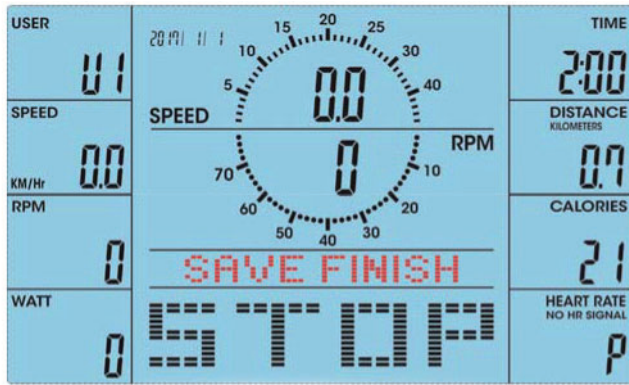 USER
U1
SPEED
KM/Hr 0.0
RPM
0
WATT
0
2017/ 1/ 1
5 10 15 20 25 30 40
SPEED 0.0
0 RPM
70 60 50 40 30 20 10
SAVE FINISH
STOP
TIME
2:00
DISTANCE
KILOMETERS
0.7
CALORIES
21
HEART RATE
NO HR SIGNAL
P